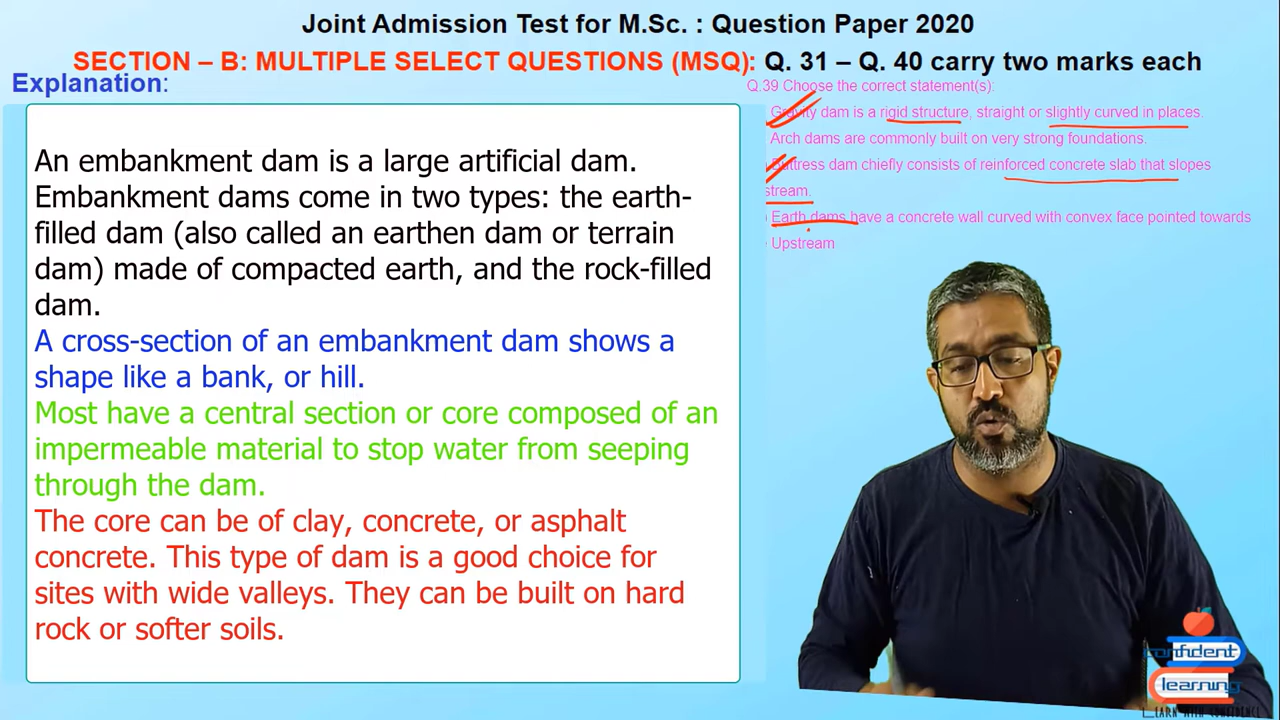 Joint Admission Test for M.Sc. : Question Paper 2020
SECTION – B: MULTIPLE SELECT QUESTIONS (MSQ): Q. 31 – Q. 40 carry two marks each
Explanation:
An embankment dam is a large artificial dam.
Embankment dams come in two types: the earth-
filled dam (also called an earthen dam or terrain
dam) made of compacted earth, and the rock-filled
dam.
A cross-section of an embankment dam shows a
shape like a bank, or hill.
Most have a central section or core composed of an
impermeable material to stop water from seeping
through the dam.
The core can be of clay, concrete, or asphalt
concrete. This type of dam is a good choice for
sites with wide valleys. They can be built on hard
rock or softer soils.
Q.39 Choose the correct statement(s):
Gravity dam is a rigid structure, straight or slightly curved in places.
Arch dams are commonly built on very strong foundations.
Buttress dam chiefly consists of reinforced concrete slab that slopes
stream.
Earth dams have a concrete wall curved with convex face pointed towards
Upstream
confident
learning
LEARN WITH CONFIDENCE